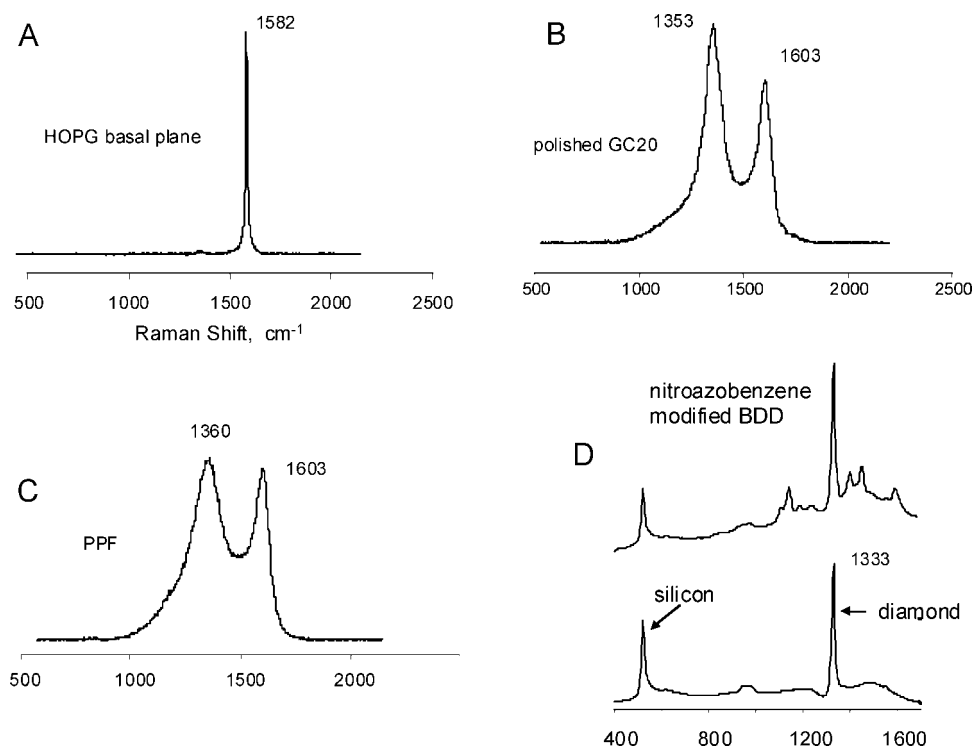 A
1582
HOPG basal plane
500 1000 1500 2000 2500
Raman Shift, cm-1
B
1353
1603
polished GC20
500 1000 1500 2000 2500
C
1360
1603
PPF
500 1000 1500 2000
D
nitroazobenzene
modified BDD
1333
silicon
diamond
400 800 1200 1600